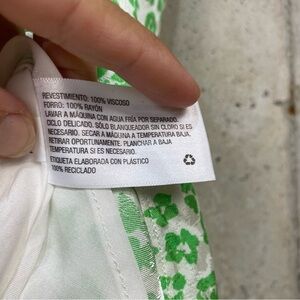 REVESTIMIENTO: 100% VISCOSO
FORRO: 100% RAYÓN
LAVAR A MÁQUINA CON AGUA FRÍA POR SEPARADO.
CICLO DELICADO. SÓLO BLANQUEADOR SIN CLORO SI ES
NECESARIO. SECAR A MÁQUINA A TEMPERATURA BAJA.
RETIRAR OPORTUNAMENTE. PLANCHAR A BAJA
TEMPERATURA SI ES NECESARIO.
ETIQUETA ELABORADA CON PLÁSTICO
100% RECICLADO